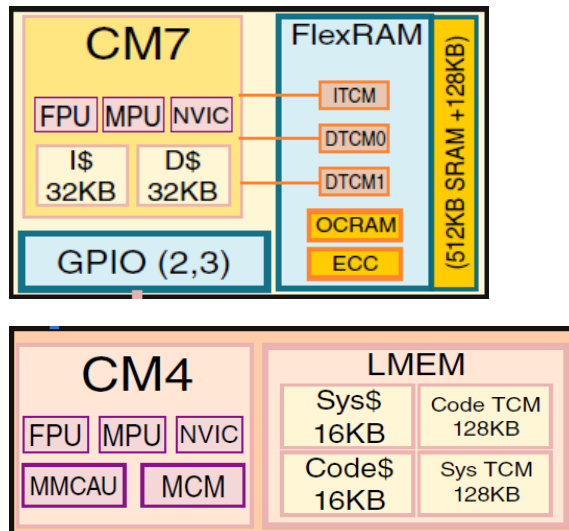 CM7
FPU MPU NVIC
I$
32KB
D$
32KB
GPIO (2,3)
FlexRAM
ITCM
DTCM0
DTCM1
OCRAM
ECC
(512KB SRAM +128KB)
CM4
FPU MPU NVIC
MMCAU MCM
LMEM
Sys$
16KB
Code TCM
128KB
Code$
16KB
Sys TCM
128KB